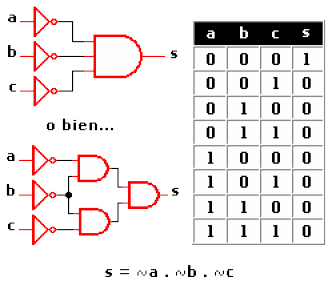 a
b
c
s
o bien...
a
b
c
s
a b c s
0 0 0 1
0 0 1 0
0 1 0 0
0 1 1 0
1 0 0 0
1 0 1 0
1 1 0 0
1 1 1 0
s = ~a . ~b . ~c